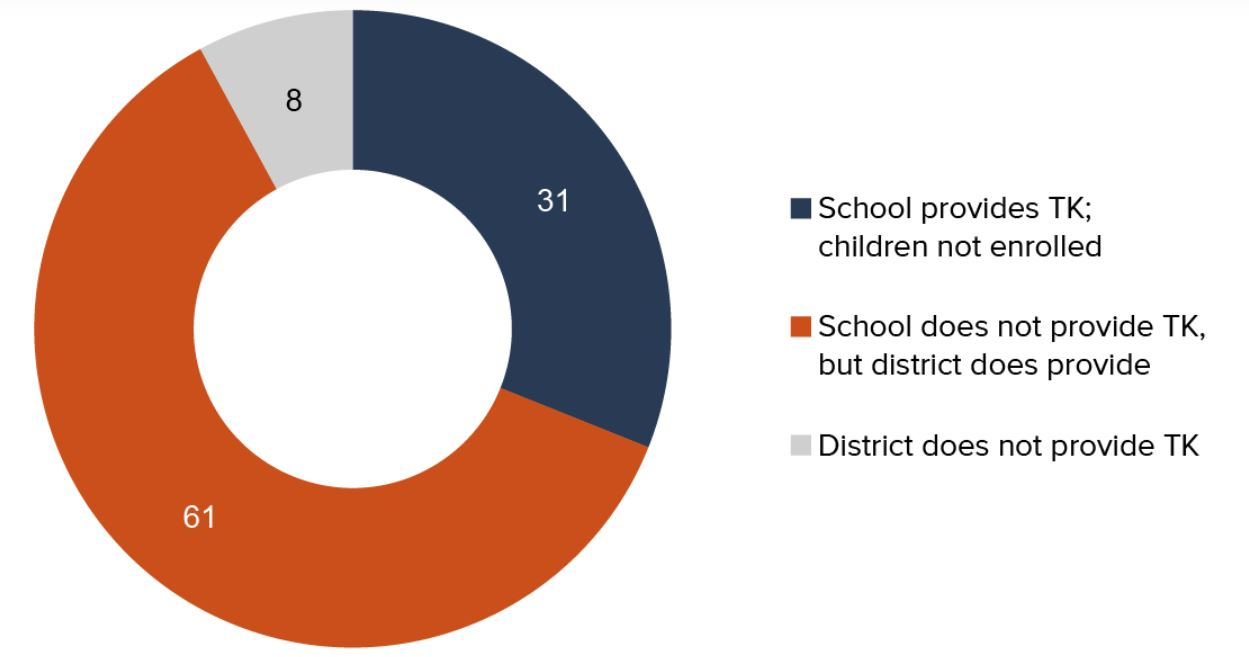 8
31
61
School provides TK;
children not enrolled
School does not provide TK,
but district does provide
District does not provide TK